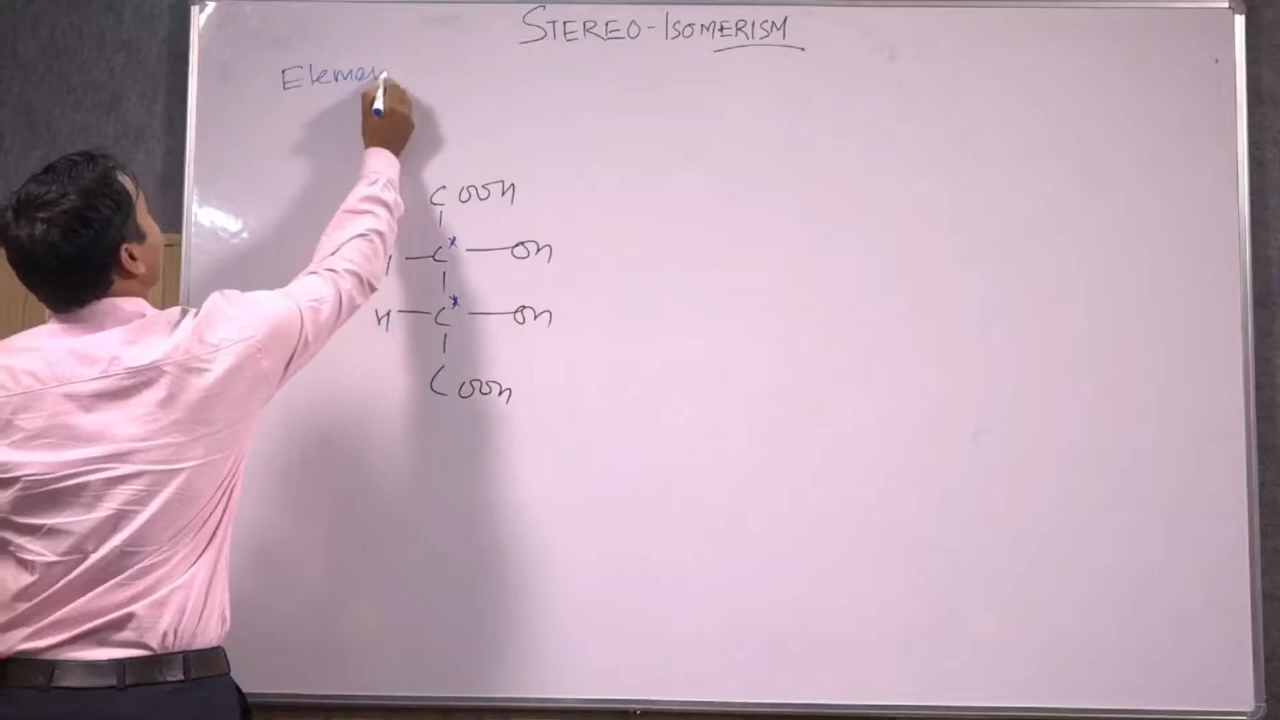 STEREO-ISOMERISM
Elemen
COOH
C* — OH
H — C* — OH
COOH